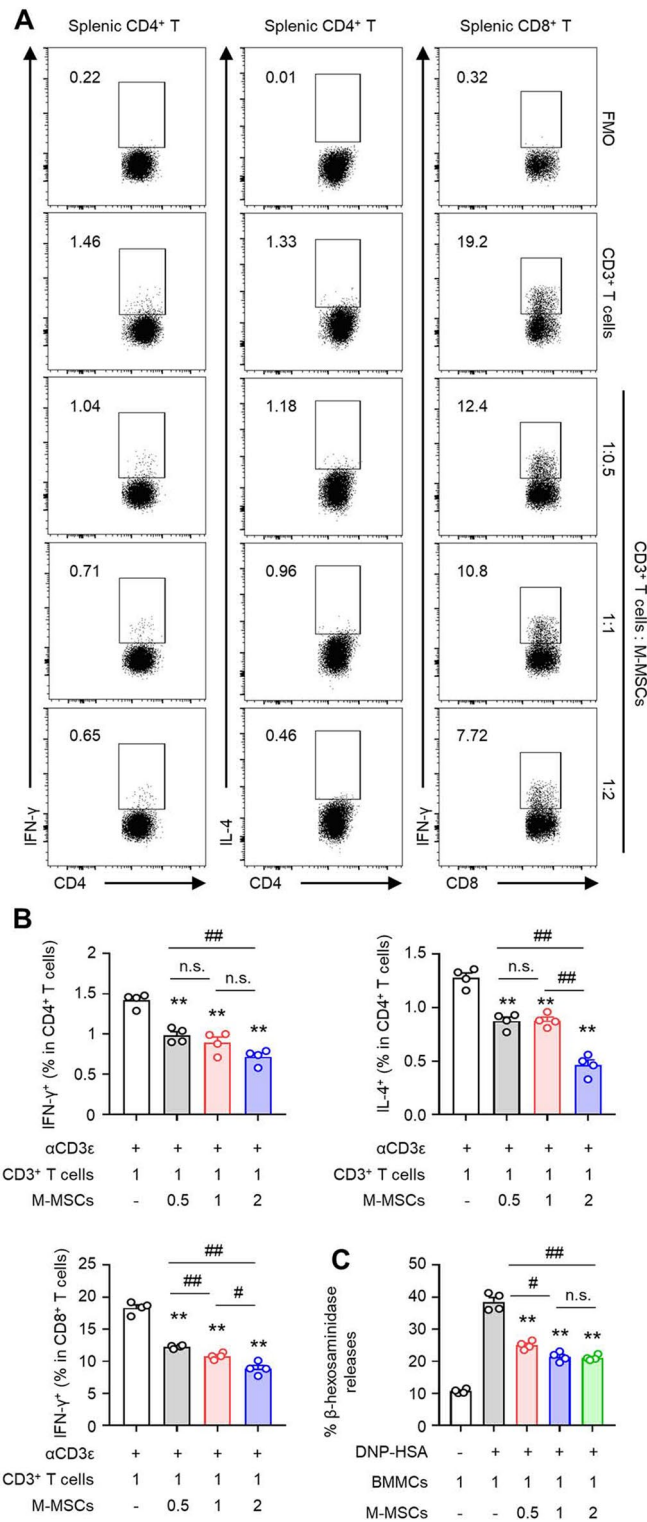 A
Splenic CD4⁺ T
Splenic CD4⁺ T
Splenic CD8⁺ T
0.22
0.01
0.32
FMO
1.46
1.33
19.2
CD3⁺ T cells
1.04
1.18
12.4
1:0.5
0.71
0.96
10.8
1:1
CD3⁺ T cells : M-MSCs
0.65
0.46
7.72
1:2
IFN-γ
IL-4
IFN-γ
CD4
CD4
CD8
B
IFN-γ⁺ (% in CD4⁺ T cells)
2
1.5
1
0.5
0
##
n.s.
n.s.
**
**
**
αCD3ε + + + +
CD3⁺ T cells 1 1 1 1
M-MSCs - 0.5 1 2
IL-4⁺ (% in CD4⁺ T cells)
1.5
1.0
0.5
0.0
##
n.s.
##
**
**
**
αCD3ε + + + +
CD3⁺ T cells 1 1 1 1
M-MSCs - 0.5 1 2
IFN-γ⁺ (% in CD8⁺ T cells)
25
20
15
10
5
0
##
##
#
**
**
**
αCD3ε + + + +
CD3⁺ T cells 1 1 1 1
M-MSCs - 0.5 1 2
C
% β-hexosaminidase
releases
50
40
30
20
10
0
##
#
n.s.
**
**
**
DNP-HSA - + + + +
BMMCs 1 1 1 1 1
M-MSCs - - 0.5 1 2